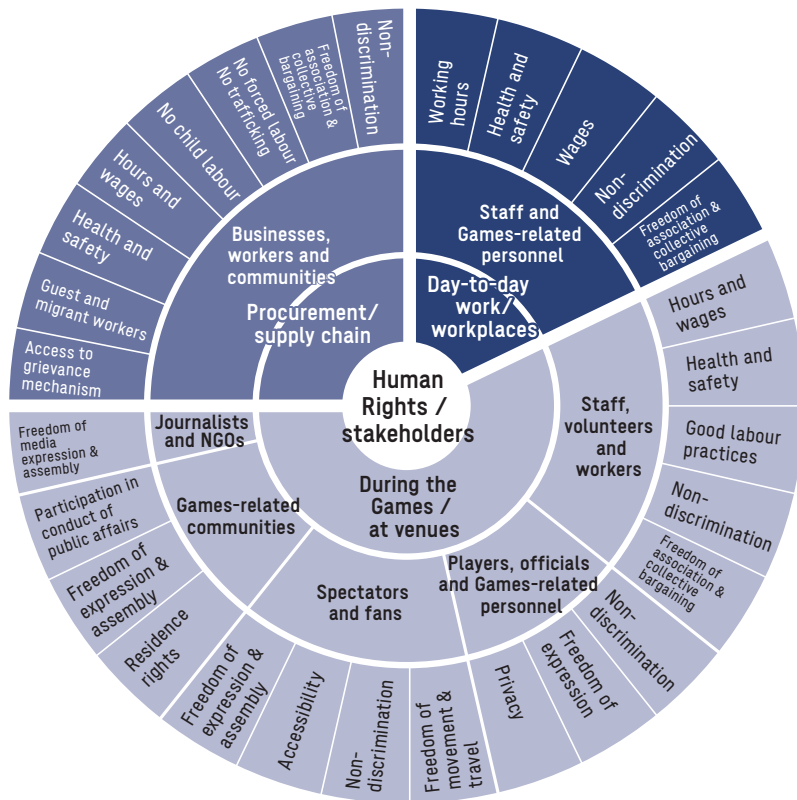 Human
Rights /
stakeholders
Day-to-day
work/
workplaces
Staff and
Games-related
personnel
Working
hours
Health and
safety
Wages
Non-
discrimination
Freedom of
association &
collective
bargaining
During the
Games /
at venues
Staff,
volunteers
and
workers
Hours and
wages
Health and
safety
Good labour
practices
Non-
discrimination
Freedom of
association &
collective
bargaining
Players, officials
and Games-related
personnel
Non-
discrimination
Freedom of
expression
Privacy
Spectators
and fans
Freedom of
movement &
travel
Non-
discrimination
Accessibility
Freedom of
expression &
assembly
Games-related
communities
Residence
rights
Freedom of
expression &
assembly
Participation in
conduct of
public affairs
Journalists
and NGOs
Freedom of
media
expression &
assembly
Procurement/
supply chain
Businesses,
workers and
communities
Access to
grievance
mechanism
Guest and
migrant workers
Health and
safety
Hours and
wages
No child labour
No forced labour
No trafficking
Freedom of
association &
collective
bargaining
Non-
discrimination